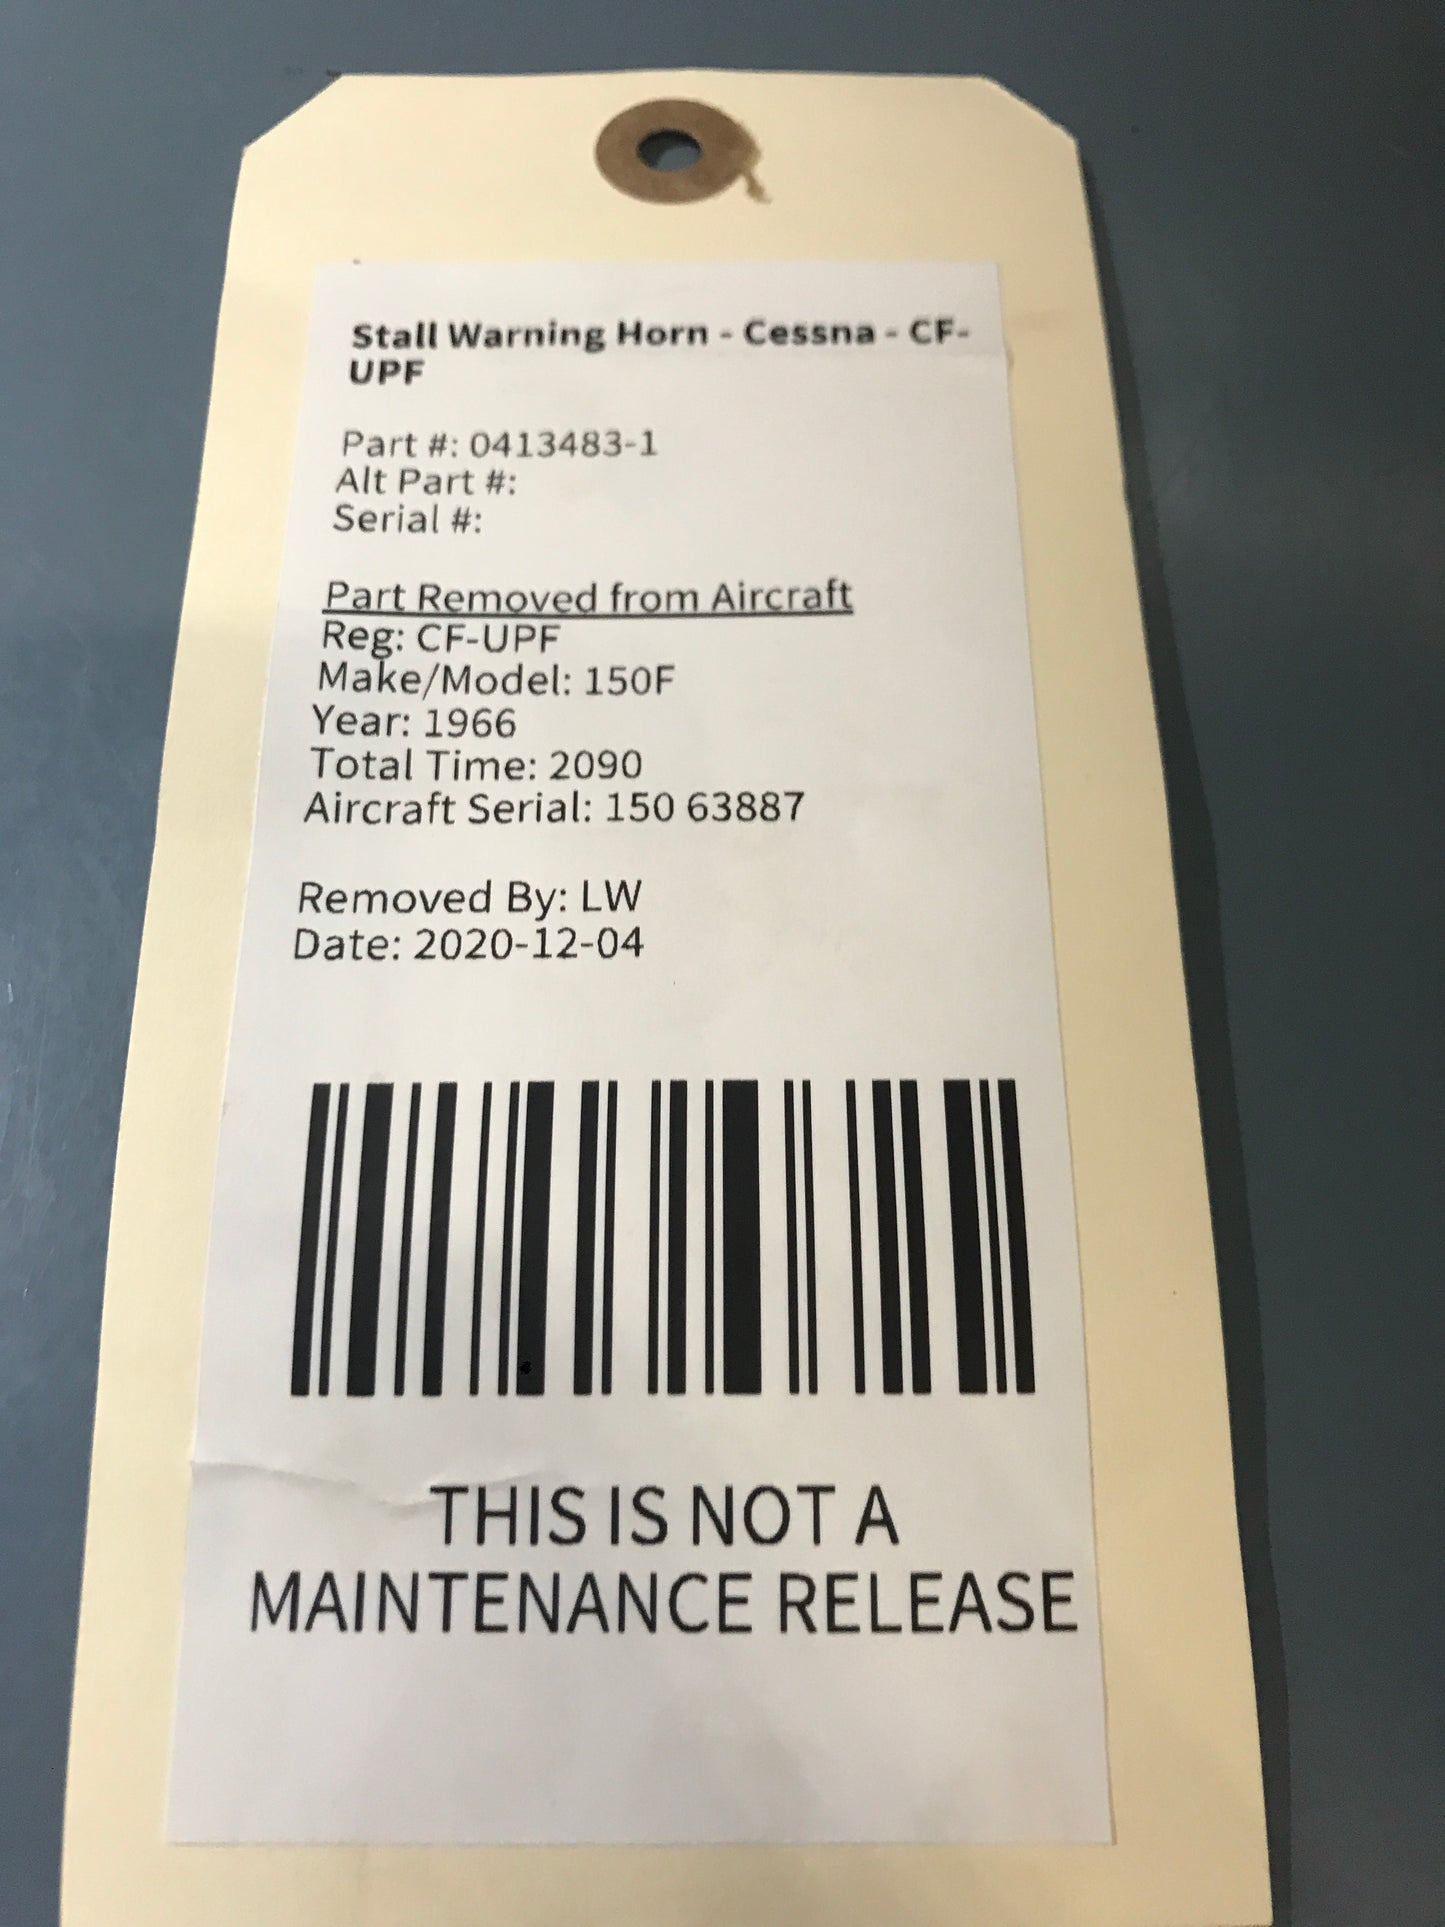 Stall Warning Horn - Cessna - CF-
UPF
Part #: 0413483-1
Alt Part #:
Serial #:
Part Removed from Aircraft
Reg: CF-UPF
Make/Model: 150F
Year: 1966
Total Time: 2090
Aircraft Serial: 150 63887
Removed By: LW
Date: 2020-12-04
THIS IS NOT A
MAINTENANCE RELEASE